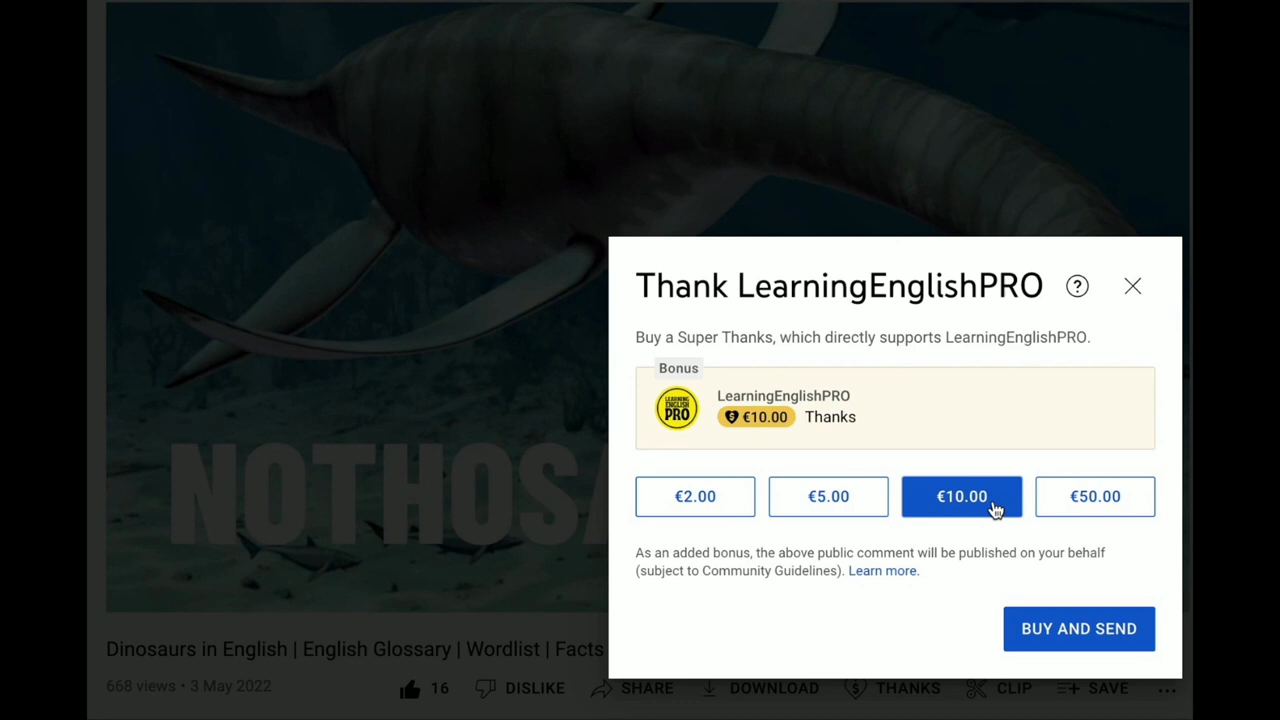 Thank LearningEnglishPRO
Buy a Super Thanks, which directly supports LearningEnglishPRO.
Bonus
LEARNING
ENGLISH
PRO
LearningEnglishPRO
€10.00 Thanks
€2.00 €5.00 €10.00 €50.00
As an added bonus, the above public comment will be published on your behalf
(subject to Community Guidelines). Learn more.
BUY AND SEND
NOTHOS
Dinosaurs in English | English Glossary | Wordlist | Facts
668 views • 3 May 2022
16 DISLIKE SHARE DOWNLOAD THANKS CLIP SAVE